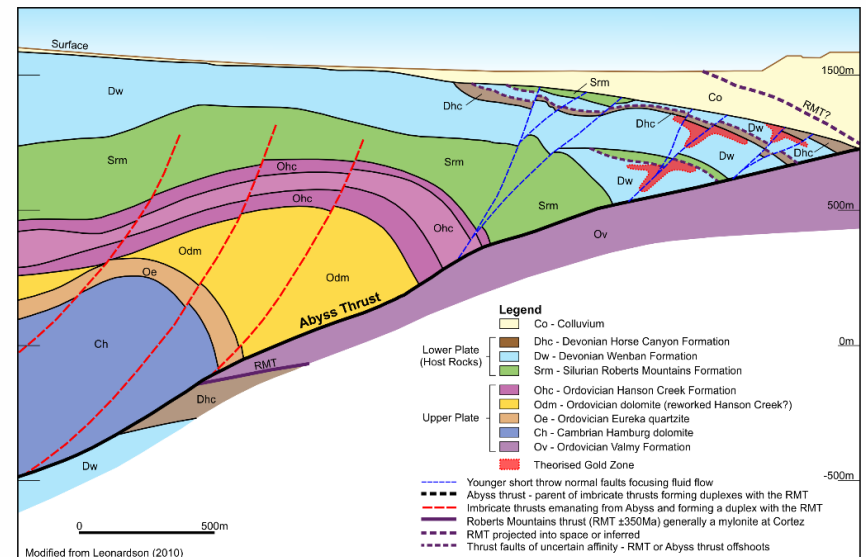 Surface
1500m
Dw
Srm
Co
RMT?
Dhc
Dhc
Dw
Dhc
Dw
Dw
Srm
Srm
Ohc
Ohc
Ohc
Srm
500m
Ov
Odm
Oe
Odm
Abyss Thrust
Ch
RMT
Dhc
Dw
0m
-500m
Legend
Co - Colluvium
Lower Plate
(Host Rocks)
Dhc - Devonian Horse Canyon Formation
Dw - Devonian Wenban Formation
Srm - Silurian Roberts Mountains Formation
Upper Plate
Ohc - Ordovician Hanson Creek Formation
Odm - Ordovician dolomite (reworked Hanson Creek?)
Oe - Ordovician Eureka quartzite
Ch - Cambrian Hamburg dolomite
Ov - Ordovician Valmy Formation
Theorised Gold Zone
Younger short throw normal faults focusing fluid flow
Abyss thrust - parent of imbricate thrusts forming duplexes with the RMT
Imbricate thrusts emanating from Abyss and forming a duplex with the RMT
Roberts Mountains thrust (RMT ±350Ma) generally a mylonite at Cortez
RMT projected into space or inferred
Thrust faults of uncertain affinity - RMT or Abyss thrust offshoots
0 500m
Modified from Leonardson (2010)